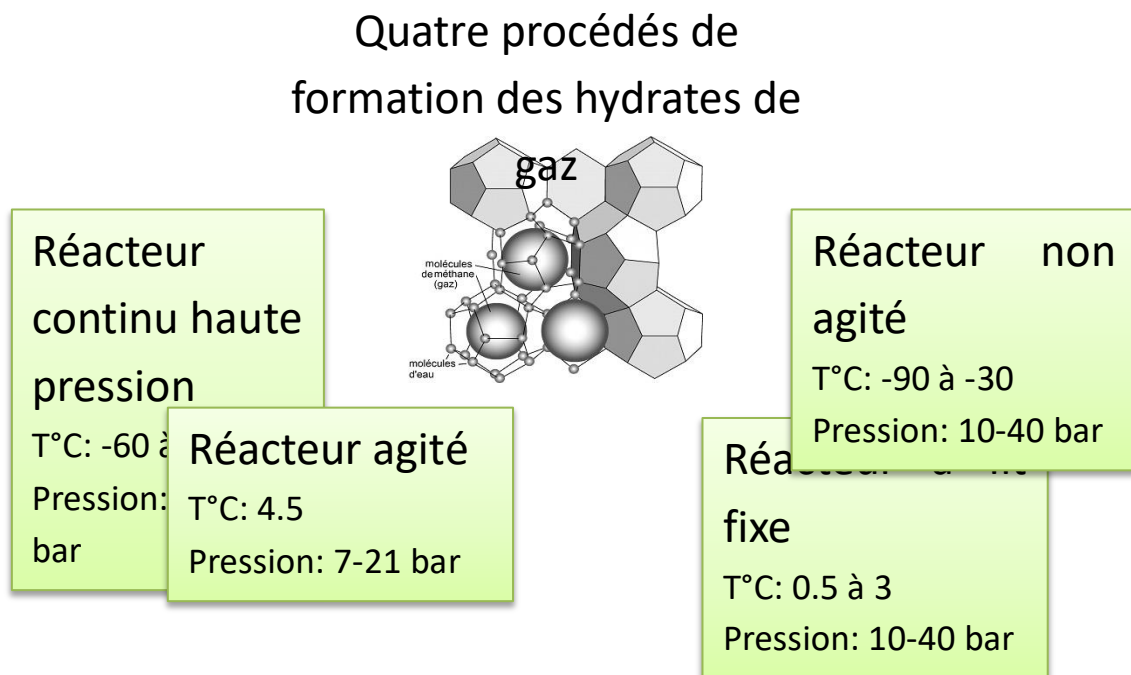 Quatre procédés de
formation des hydrates de
gaz
molécules
de méthane
(gaz)
molécules
d'eau
Réacteur
continu haute
pression
T°C: -60
Pression:
bar
Réacteur agité
T°C: 4.5
Pression: 7-21 bar
Réacteur non
agité
T°C: -90 à -30
Pression: 10-40 bar
fixe
T°C: 0.5 à 3
Pression: 10-40 bar